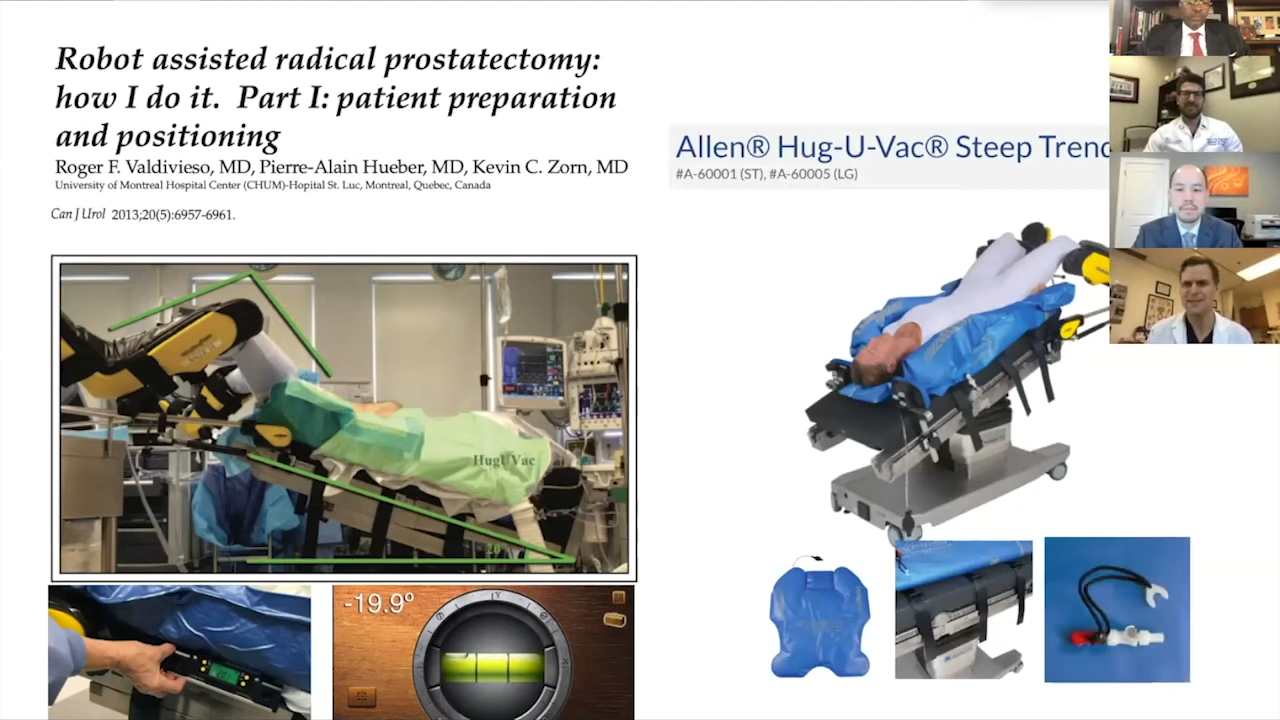 Robot assisted radical prostatectomy:
how I do it. Part I: patient preparation
and positioning
Roger F. Valdivieso, MD, Pierre-Alain Hueber, MD, Kevin C. Zorn, MD
University of Montreal Hospital Center (CHUM)-Hopital St. Luc, Montreal, Quebec, Canada
Can J Urol 2013;20(5):6957-6961.
Allen® Hug-U-Vac® Steep Trend
#A-60001 (ST), #A-60005 (LG)
HugUVac
20°
-19.9º